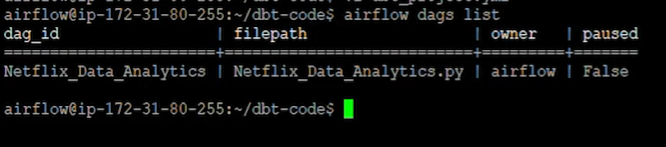 airflow@ip-172-31-80-255:~/dbt-code$ airflow dags list
dag_id | filepath | owner | paused
======================+=========================+=========+=======
Netflix_Data_Analytics | Netflix_Data_Analytics.py | airflow | False
airflow@ip-172-31-80-255:~/dbt-code$